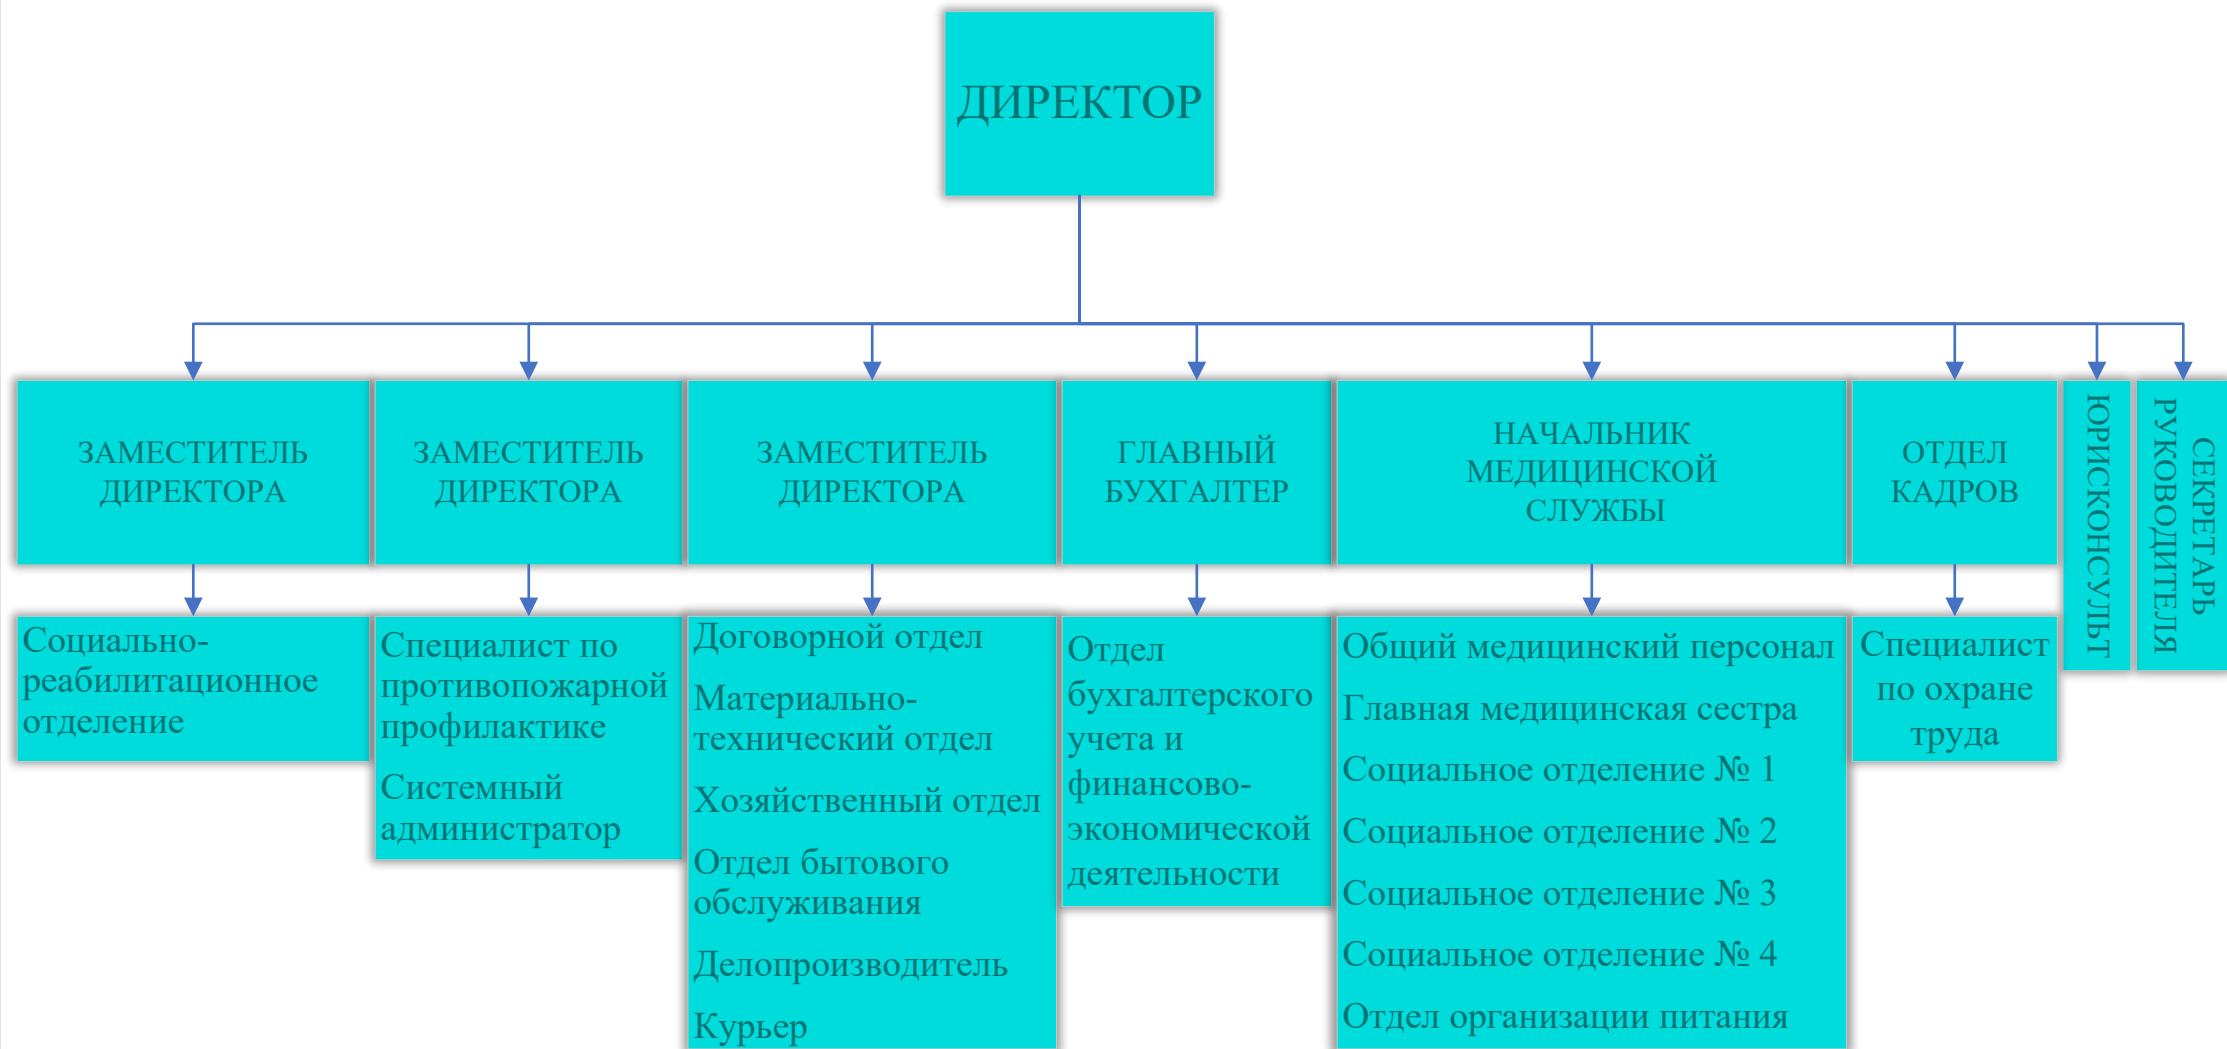 ДИРЕКТОР
ЗАМЕСТИТЕЛЬ
ДИРЕКТОРА
ЗАМЕСТИТЕЛЬ
ДИРЕКТОРА
ЗАМЕСТИТЕЛЬ
ДИРЕКТОРА
ГЛАВНЫЙ
БУХГАЛТЕР
НАЧАЛЬНИК
МЕДИЦИНСКОЙ
СЛУЖБЫ
ОТДЕЛ
КАДРОВ
ЮРИСКОНСУЛЬТ
СЕКРЕТАРЬ
РУКОВОДИТЕЛЯ
Социально-
реабилитационное
отделение
Специалист по
противопожарной
профилактике
Системный
администратор
Договорной отдел
Материально-
технический отдел
Хозяйственный отдел
Отдел бытового
обслуживания
Делопроизводитель
Курьер
Отдел
бухгалтерского
учета и
финансово-
экономической
деятельности
Общий медицинский персонал
Главная медицинская сестра
Социальное отделение № 1
Социальное отделение № 2
Социальное отделение № 3
Социальное отделение № 4
Отдел организации питания
Специалист
по охране
труда